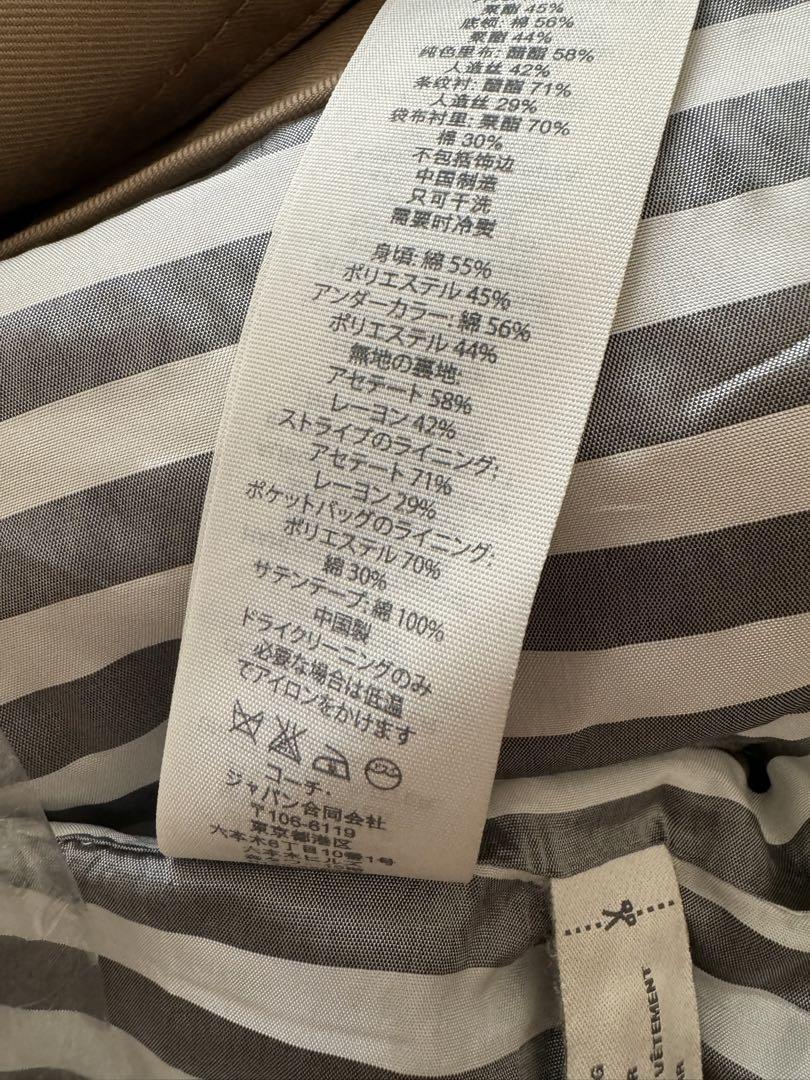 聚酯 45%
底领: 棉 56%
聚酯 44%
纯色里布: 醋酯 58%
人造丝 42%
条纹衬: 醋酯 71%
人造丝 29%
袋布衬里: 聚酯 70%
棉 30%
不包括饰边
中国制造
只可干洗
需要时冷熨
身頃: 綿 55%
ポリエステル 45%
アンダーカラー: 綿 56%
ポリエステル 44%
無地の裏地:
アセテート 58%
レーヨン 42%
ストライプのライニング:
アセテート 71%
レーヨン 29%
ポケットバッグのライニング:
ポリエステル 70%
綿 30%
サテンテープ: 綿 100%
中国製
ドライクリーニングのみ
必要な場合は低温
でアイロンをかけます
コーチ・
ジャパン合同会社
〒106-6119
東京都港区
六本木6丁目10番1号
六本木ヒルズ
VÊTEMENT